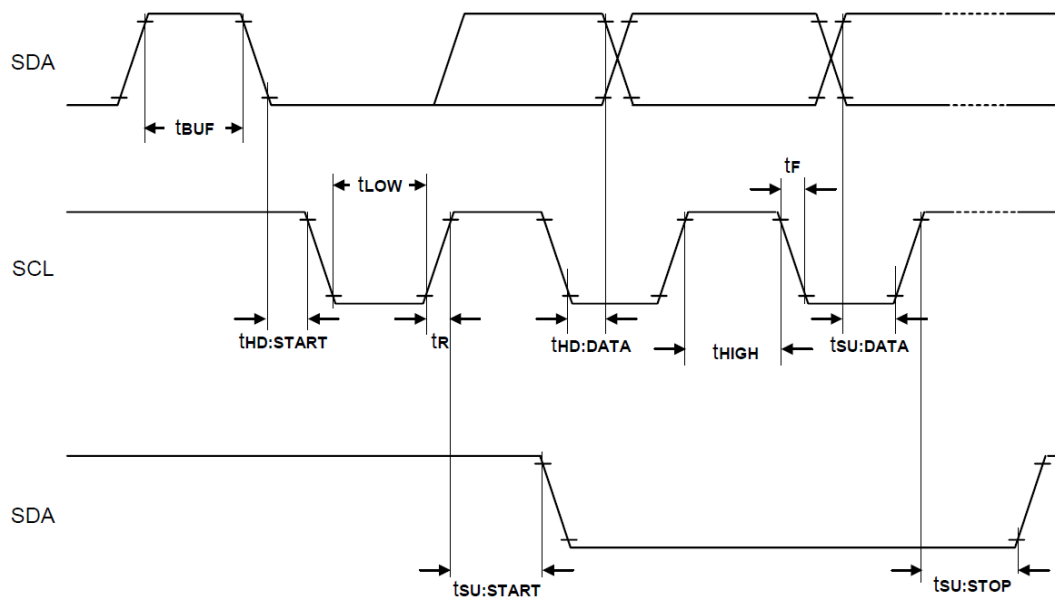 SDA
tBUF
tF
tLOW
SCL
tHD:START
tR
tHD:DATA
tHIGH
tSU:DATA
SDA
tSU:START
tSU:STOP